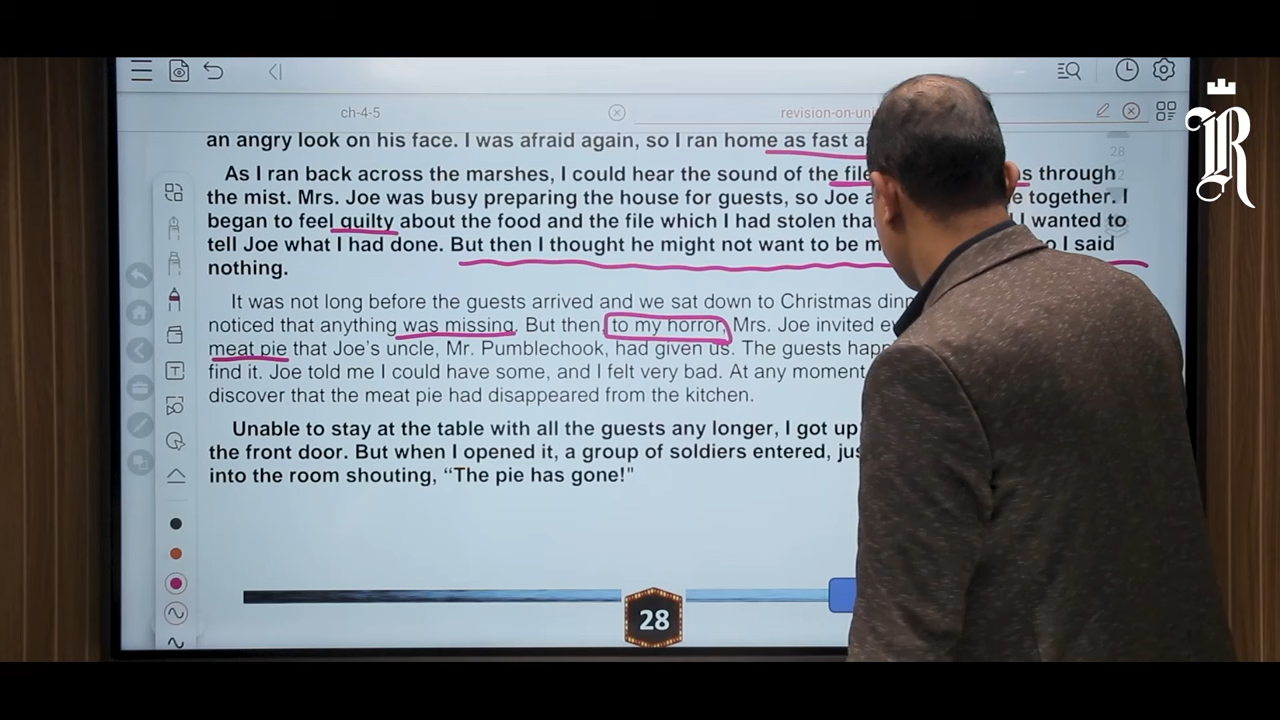 ch-4-5
revision-on-uni
an angry look on his face. I was afraid again, so I ran home as fast a
28
As I ran back across the marshes, I could hear the sound of the file through
the mist. Mrs. Joe was busy preparing the house for guests, so Joe together. I
began to feel guilty about the food and the file which I had stolen I wanted to
tell Joe what I had done. But then I thought he might not want to be so I said
nothing.
It was not long before the guests arrived and we sat down to Christmas
noticed that anything was missing. But then, to my horror, Mrs. Joe invited
meat pie that Joe's uncle, Mr. Pumblechook, had given us. The guests
find it. Joe told me I could have some, and I felt very bad. At any moment
discover that the meat pie had disappeared from the kitchen.
Unable to stay at the table with all the guests any longer, I got up
the front door. But when I opened it, a group of soldiers entered,
into the room shouting, “The pie has gone!"
28
R